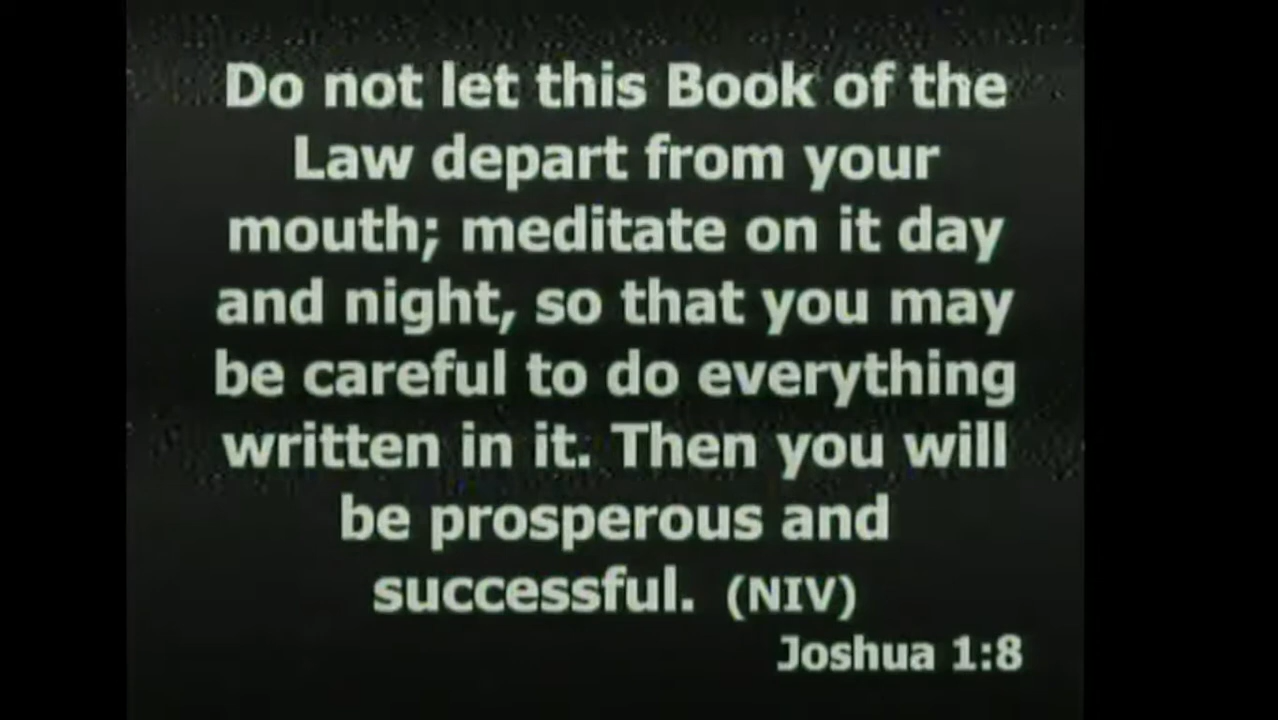 Do not let this Book of the
Law depart from your
mouth; meditate on it day
and night, so that you may
be careful to do everything
written in it. Then you will
be prosperous and
successful. (NIV)
Joshua 1:8